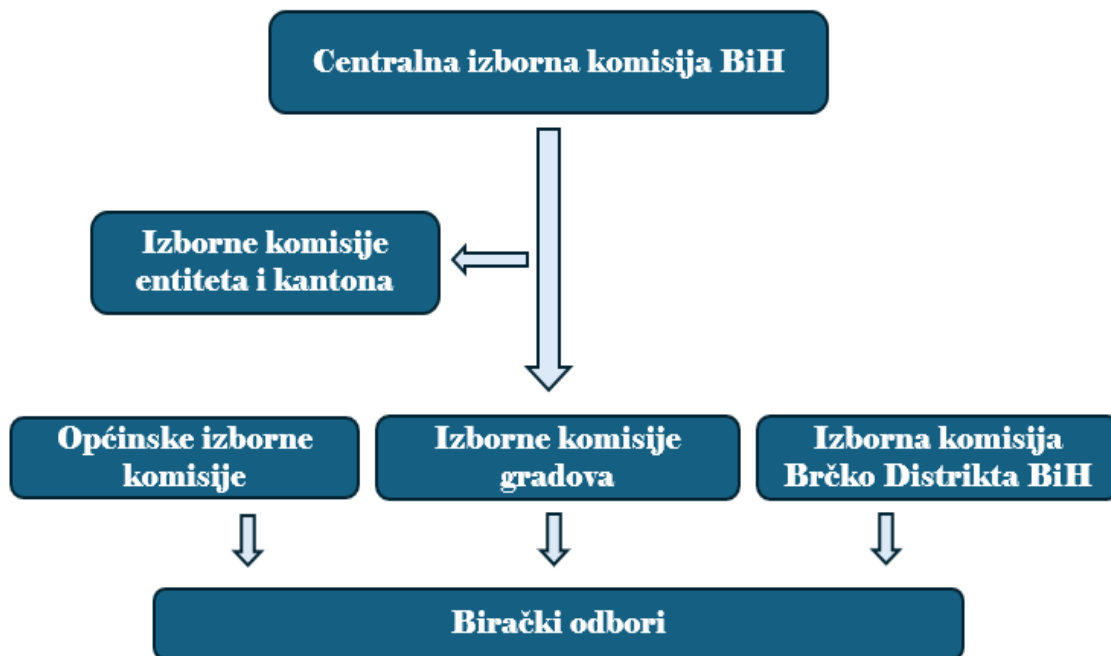 Centralna izborna komisija BiH
Izborne komisije
entiteta i kantona
Općinske izborne
komisije
Izborne komisije
gradova
Izborna komisija
Brčko Distrikta BiH
Birački odbori